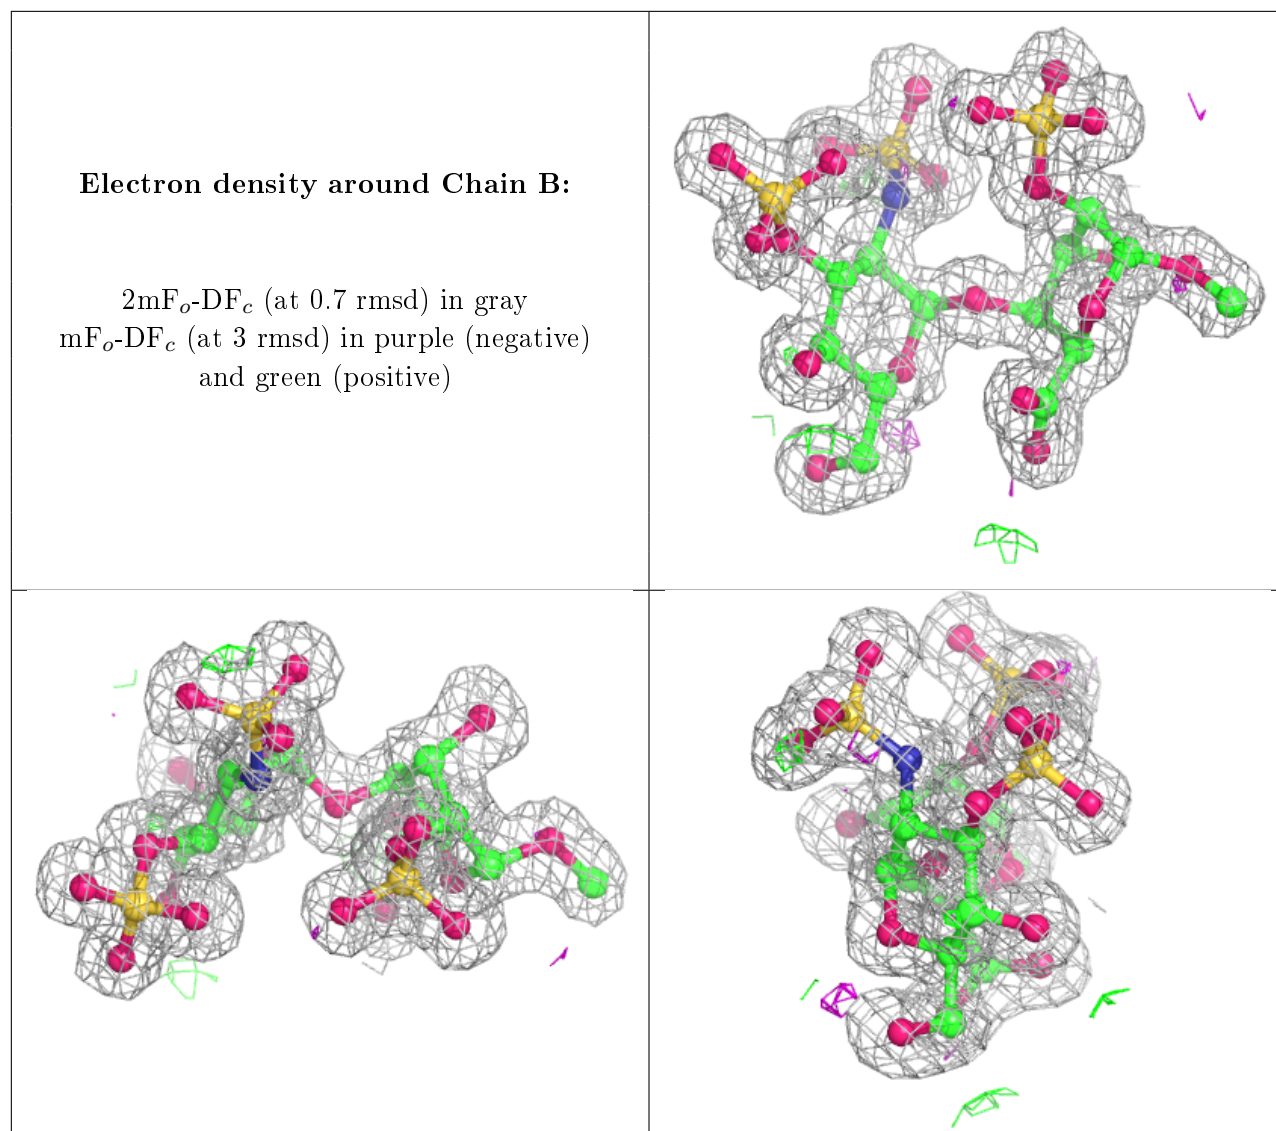 Electron density around Chain B:
2mFₒ-DF𝒸 (at 0.7 rmsd) in gray
mFₒ-DF𝒸 (at 3 rmsd) in purple (negative)
and green (positive)